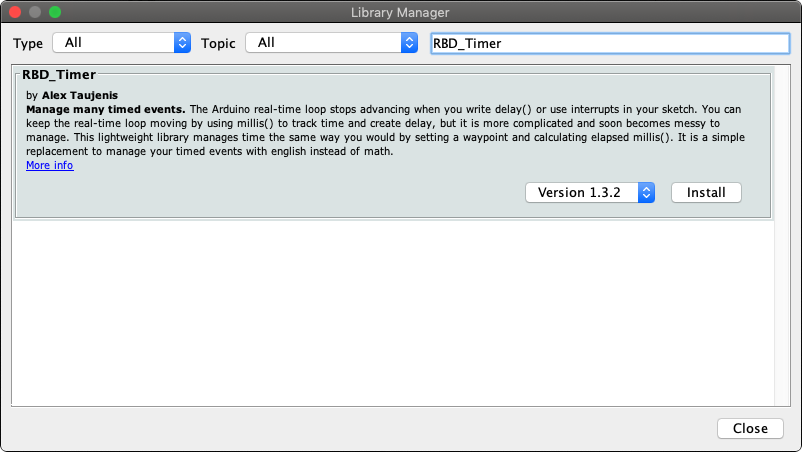 Library Manager
Type All Topic All RBD_Timer
RBD_Timer
by Alex Taujenis
Manage many timed events. The Arduino real-time loop stops advancing when you write delay() or use interrupts in your sketch. You can
keep the real-time loop moving by using millis() to track time and create delay, but it is more complicated and soon becomes messy to
manage. This lightweight library manages time the same way you would by setting a waypoint and calculating elapsed millis(). It is a simple
replacement to manage your timed events with english instead of math.
More info
Version 1.3.2 Install
Close